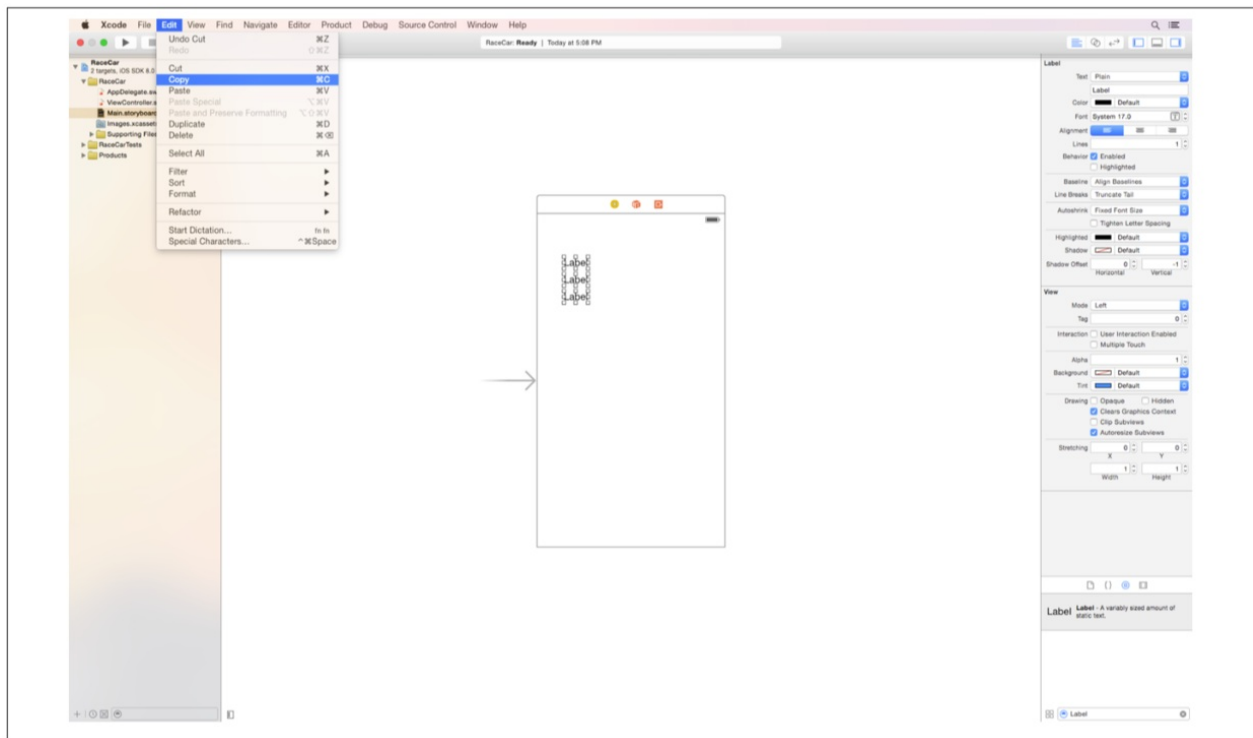 Xcode File Edit View Find Navigate Editor Product Debug Source Control Window Help
RaceCar: Ready | Today at 5:08 PM
Undo Cut ⌘Z
Redo ⇧⌘Z
Cut ⌘X
Copy ⌘C
Paste ⌘V
Paste Special ⌥⌘V
Paste and Preserve Formatting ⌥⇧⌘V
Duplicate ⌘D
Delete ⌘⌫
Select All ⌘A
Filter
Sort
Format
Refactor
Start Dictation... fn fn
Special Characters... ^⌘Space
RaceCar
2 targets, iOS SDK 8.0
RaceCar
AppDelegate.sw
ViewController.s
Main.storyboard
Images.xcasset
Supporting Files
RaceCarTests
Products
Label
Label
Label
Label
Text Plain
Label
Color Default
Font System 17.0
Alignment
Lines 1
Behavior Enabled
Highlighted
Baseline Align Baselines
Line Breaks Truncate Tail
Autoshrink Fixed Font Size
Tighten Letter Spacing
Highlighted Default
Shadow Default
Shadow Offset 0 -1
Horizontal Vertical
View
Mode Left
Tag 0
Interaction User Interaction Enabled
Multiple Touch
Alpha 1
Background Default
Tint Default
Drawing Opaque Hidden
Clears Graphics Context
Clip Subviews
Autoresize Subviews
Stretching 0 0
X Y
1 1
Width Height
Label Label - A variably sized amount of
static text.
Label